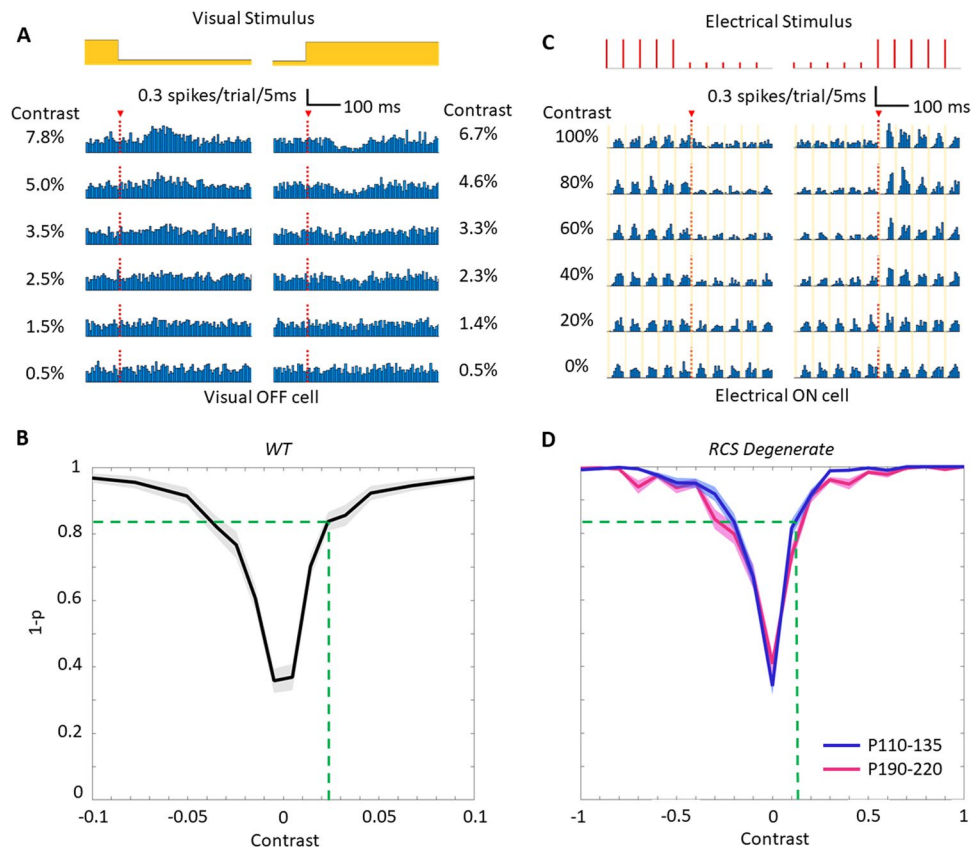 A
Visual Stimulus
0.3 spikes/trial/5ms
100 ms
Contrast
Contrast
7.8%
6.7%
5.0%
4.6%
3.5%
3.3%
2.5%
2.3%
1.5%
1.4%
0.5%
0.5%
Visual OFF cell
C
Electrical Stimulus
0.3 spikes/trial/5ms
100 ms
Contrast
100%
80%
60%
40%
20%
0%
Electrical ON cell
B
WT
1
0.8
0.6
0.4
0.2
0
1-p
-0.1
-0.05
0
0.05
0.1
Contrast
D
RCS Degenerate
P110-135
P190-220
-1
-0.5
0
0.5
1
Contrast